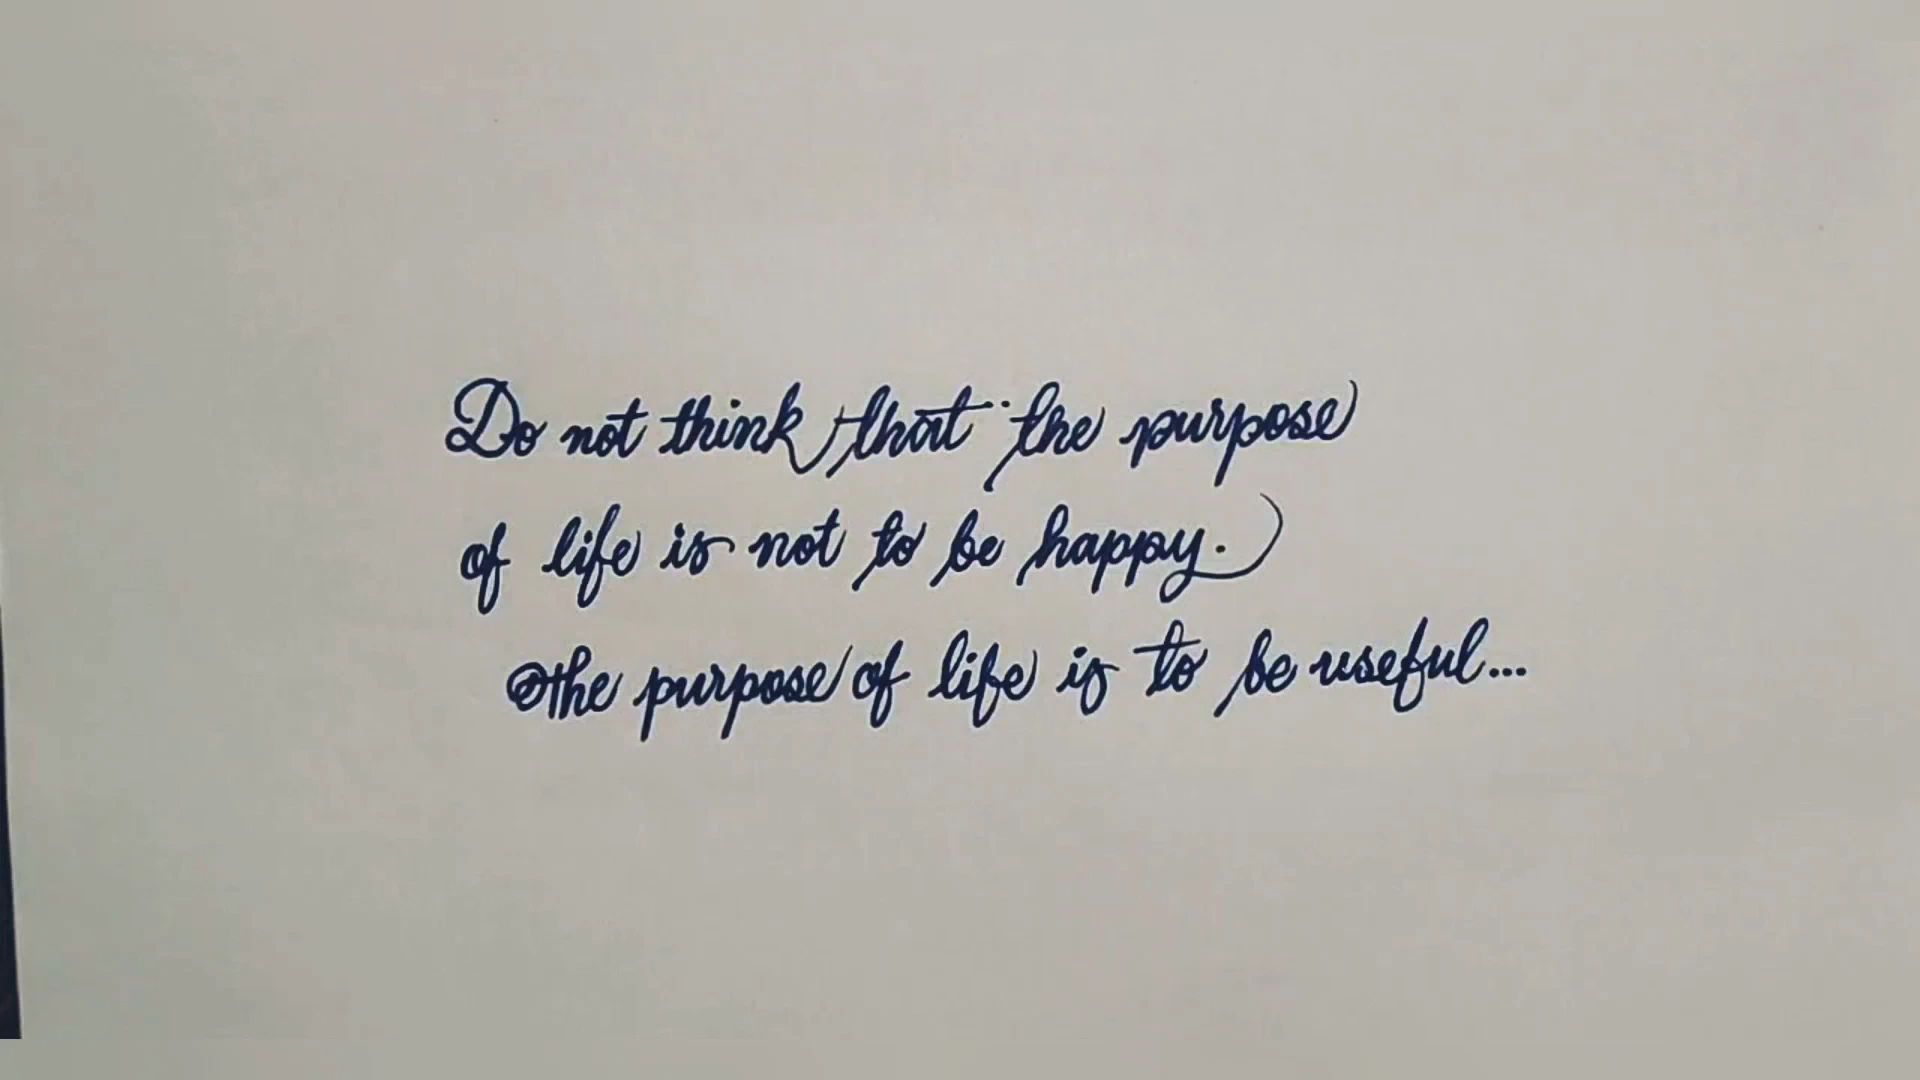 Do not think that the purpose
of life is not to be happy.
the purpose of life is to be useful...